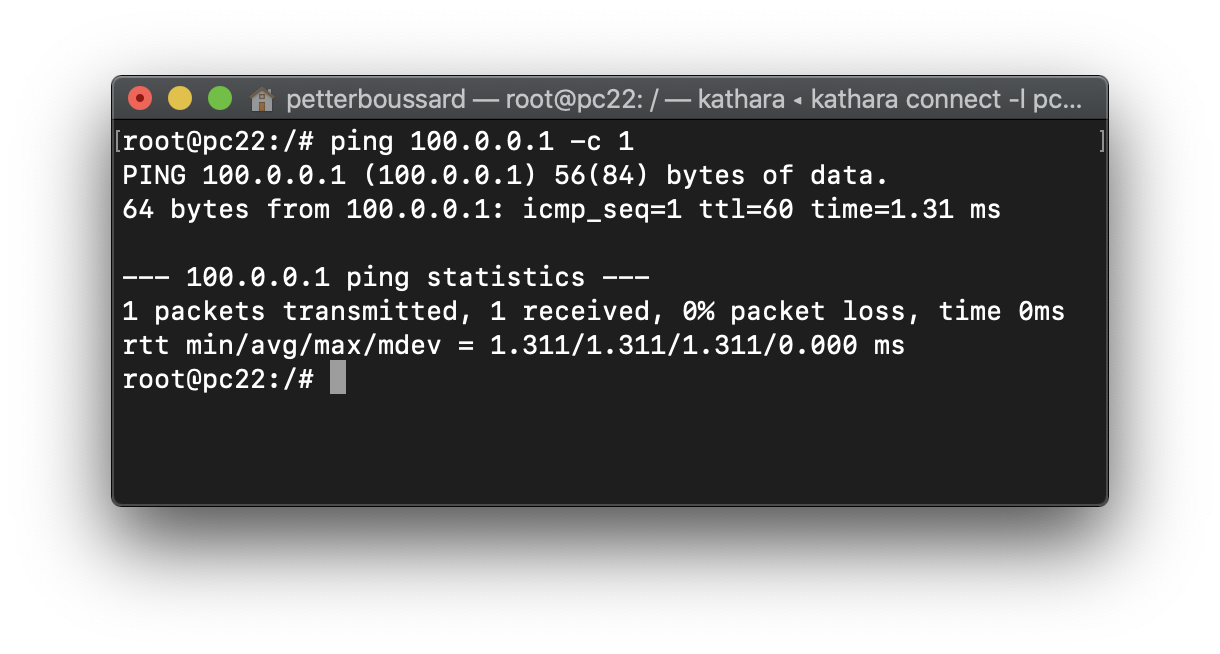 petterboussard — root@pc22: / — kathara ◂ kathara connect -l pc...
[root@pc22:/# ping 100.0.0.1 -c 1 ]
PING 100.0.0.1 (100.0.0.1) 56(84) bytes of data.
64 bytes from 100.0.0.1: icmp_seq=1 ttl=60 time=1.31 ms
--- 100.0.0.1 ping statistics ---
1 packets transmitted, 1 received, 0% packet loss, time 0ms
rtt min/avg/max/mdev = 1.311/1.311/1.311/0.000 ms
root@pc22:/#